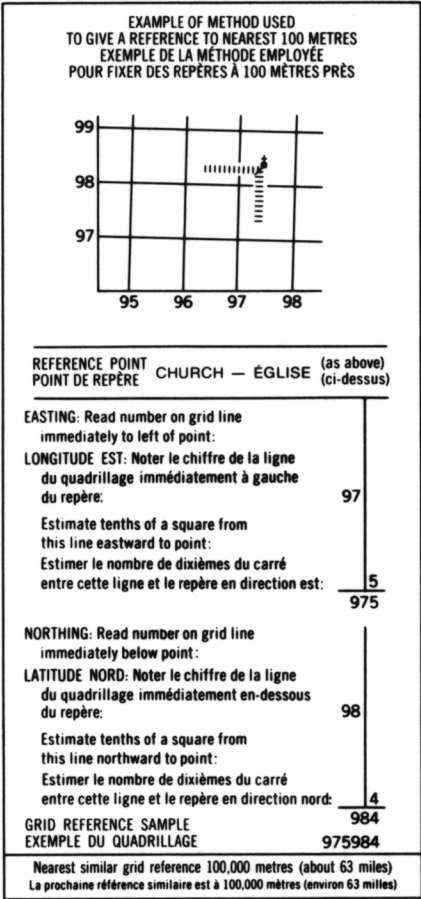 EXAMPLE OF METHOD USED
TO GIVE A REFERENCE TO NEAREST 100 METRES
EXEMPLE DE LA MÉTHODE EMPLOYÉE
POUR FIXER DES REPÈRES À 100 MÈTRES PRÈS
99
98
97
95 96 97 98
REFERENCE POINT
POINT DE REPÈRE CHURCH — ÉGLISE (as above)
(ci-dessus)
EASTING: Read number on grid line
immediately to left of point:
LONGITUDE EST: Noter le chiffre de la ligne
du quadrillage immédiatement à gauche
du repère: 97
Estimate tenths of a square from
this line eastward to point:
Estimer le nombre de dixièmes du carré
entre cette ligne et le repère en direction est: 5
975
NORTHING: Read number on grid line
immediately below point:
LATITUDE NORD: Noter le chiffre de la ligne
du quadrillage immédiatement en-dessous
du repère: 98
Estimate tenths of a square from
this line northward to point:
Estimer le nombre de dixièmes du carré
entre cette ligne et le repère en direction nord: 4
984
GRID REFERENCE SAMPLE
EXEMPLE DU QUADRILLAGE 975984
Nearest similar grid reference 100,000 metres (about 63 miles)
La prochaine référence similaire est à 100,000 mètres (environ 63 milles)